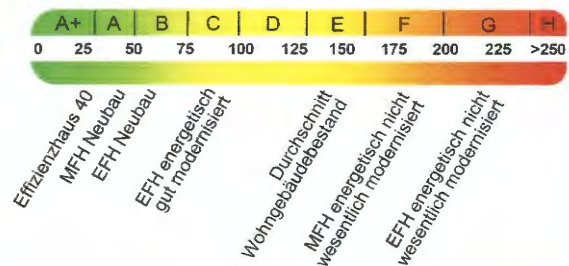 A+ A B C D E F G H
0 25 50 75 100 125 150 175 200 225 >250
Effizienzhaus 40
MFH Neubau
EFH Neubau
EFH energetisch
gut modernisiert
Durchschnitt
Wohngebäudebestand
MFH energetisch nicht
wesentlich modernisiert
EFH energetisch nicht
wesentlich modernisiert